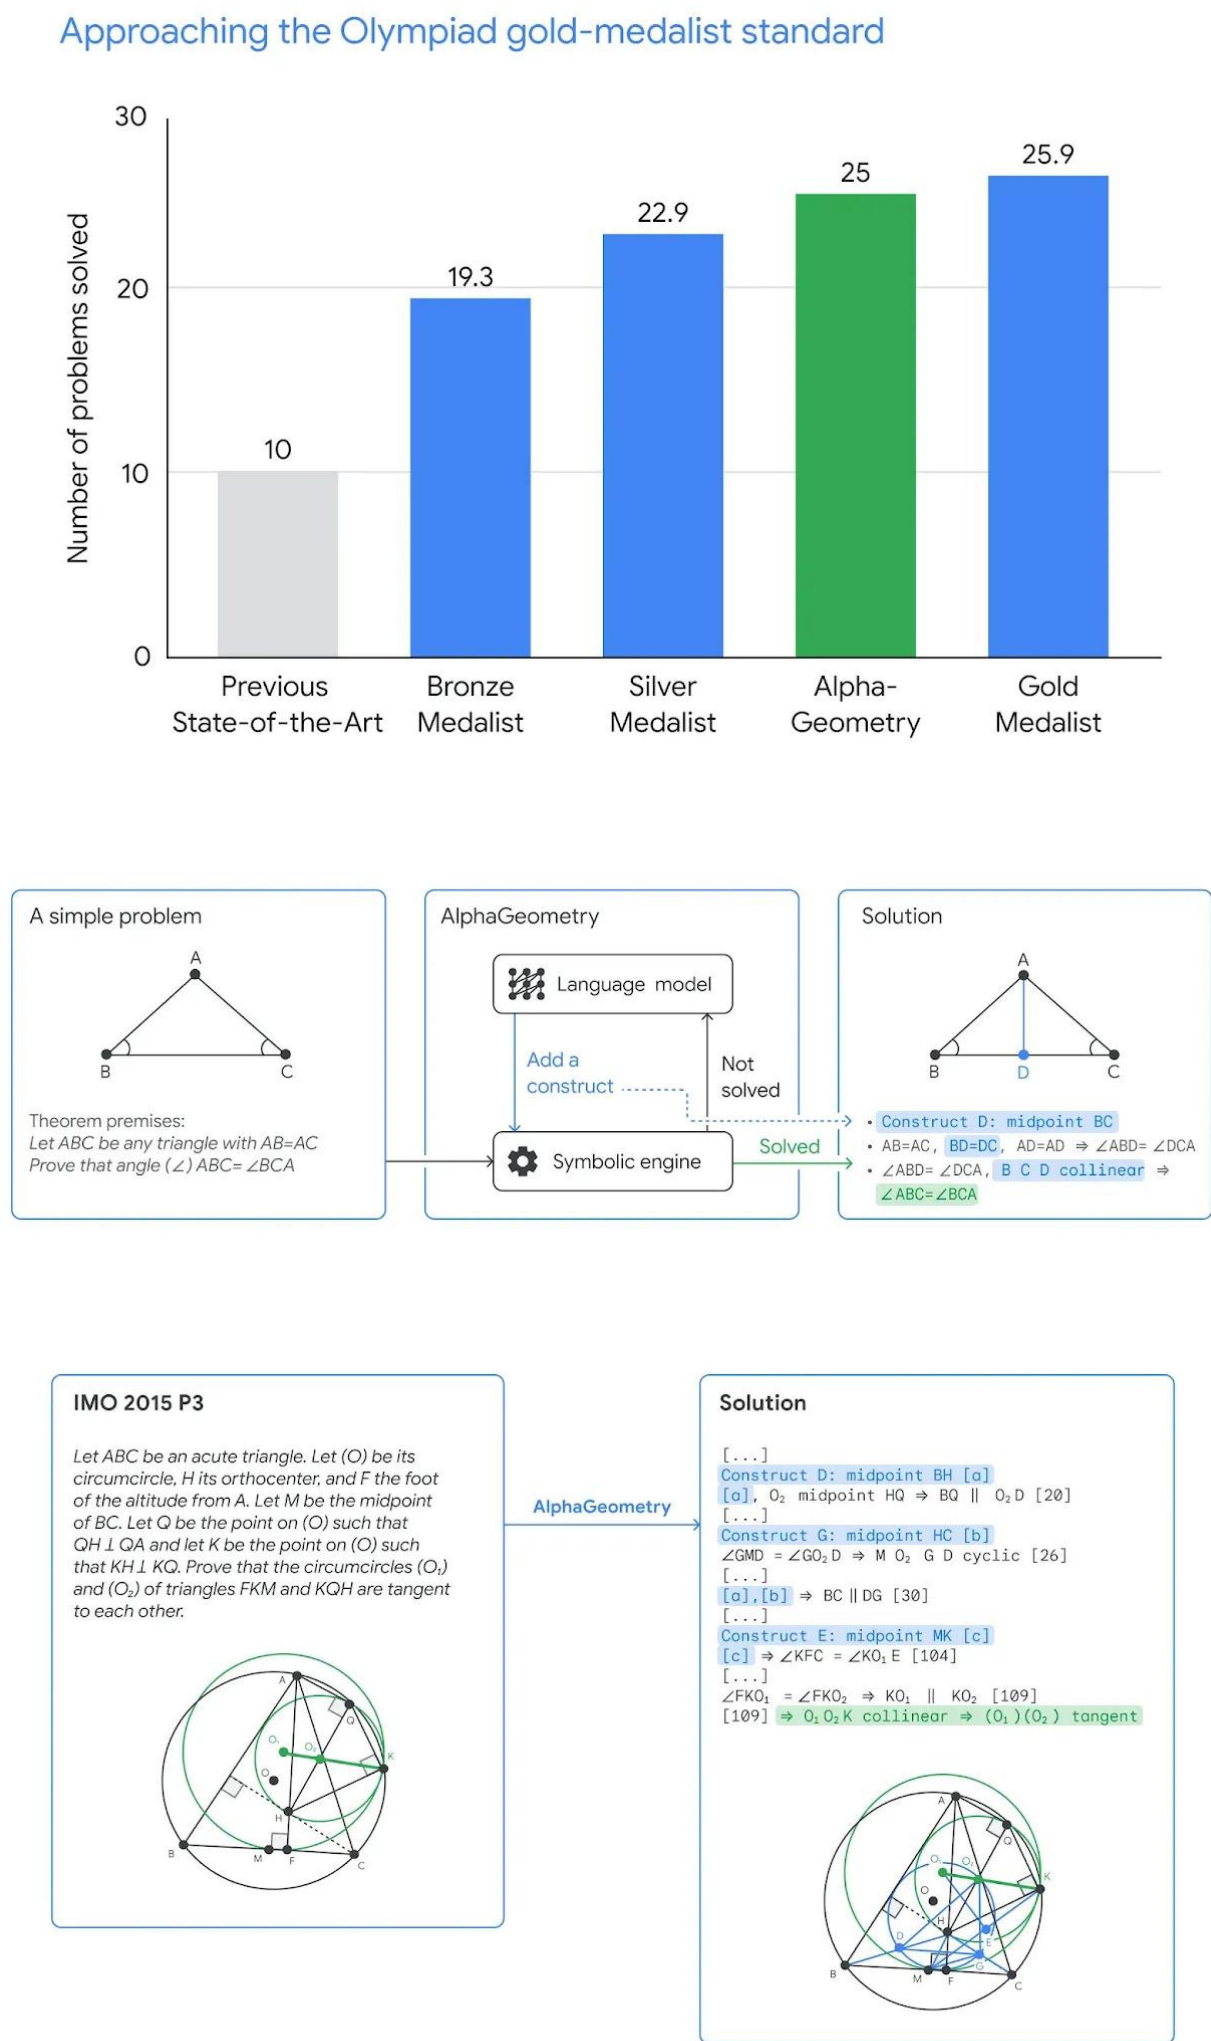 Approaching the Olympiad gold-medalist standard
Number of problems solved
30
20
10
0
10
19.3
22.9
25
25.9
Previous
State-of-the-Art
Bronze
Medalist
Silver
Medalist
Alpha-
Geometry
Gold
Medalist
A simple problem
A
B
C
Theorem premises:
Let ABC be any triangle with AB=AC
Prove that angle (∠) ABC= ∠BCA
AlphaGeometry
Language model
Add a
construct
Not
solved
Symbolic engine
Solved
Solution
A
B
D
C
• Construct D: midpoint BC
• AB=AC, BD=DC, AD=AD ⇒ ∠ABD= ∠DCA
• ∠ABD= ∠DCA, B C D collinear ⇒
∠ABC=∠BCA
IMO 2015 P3
Let ABC be an acute triangle. Let (O) be its
circumcircle, H its orthocenter, and F the foot
of the altitude from A. Let M be the midpoint
of BC. Let Q be the point on (O) such that
QH ⊥ QA and let K be the point on (O) such
that KH ⊥ KQ. Prove that the circumcircles (O₁)
and (O₂) of triangles FKM and KQH are tangent
to each other.
A
Q
O₁
O₂
K
O
H
B
M
F
C
AlphaGeometry
Solution
[...]
Construct D: midpoint BH [a]
[a], O₂ midpoint HQ ⇒ BQ ∥ O₂D [20]
[...]
Construct G: midpoint HC [b]
∠GMD = ∠GO₂D ⇒ M O₂ G D cyclic [26]
[...]
[a],[b] ⇒ BC ∥ DG [30]
[...]
Construct E: midpoint MK [c]
[c] ⇒ ∠KFC = ∠KO₁E [104]
[...]
∠FKO₁ = ∠FKO₂ ⇒ KO₁ ∥ KO₂ [109]
[109] ⇒ O₁O₂K collinear ⇒ (O₁)(O₂) tangent
A
Q
O₁
O₂
K
O
H
D
E
G
B
M
F
C